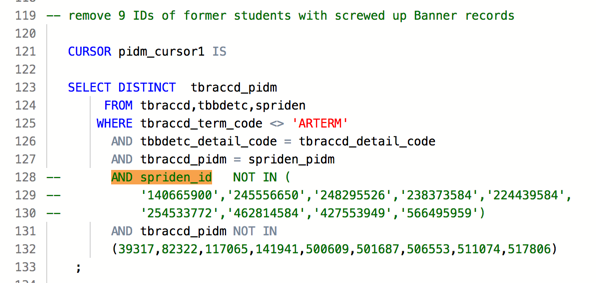 119 -- remove 9 IDs of former students with screwed up Banner records
120
121 CURSOR pidm_cursor1 IS
122
123 SELECT DISTINCT tbraccd_pidm
124 FROM tbraccd,tbbdetc,spriden
125 WHERE tbraccd_term_code <> 'ARTERM'
126 AND tbbdetc_detail_code = tbraccd_detail_code
127 AND tbraccd_pidm = spriden_pidm
128 -- AND spriden_id NOT IN (
129 -- '140665900','245556650','248295526','238373584','224439584',
130 -- '254533772','462814584','427553949','566495959')
131 AND tbraccd_pidm NOT IN
132 (39317,82322,117065,141941,500609,501687,506553,511074,517806)
133 ;